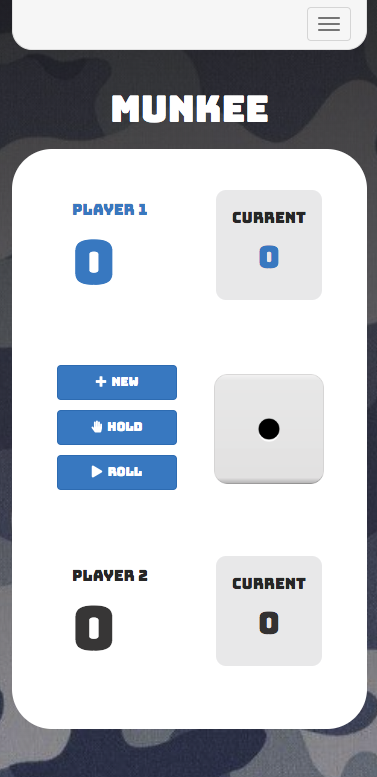 MUNKEE
PLAYER 1
0
CURRENT
0
NEW
HOLD
ROLL
PLAYER 2
0
CURRENT
0